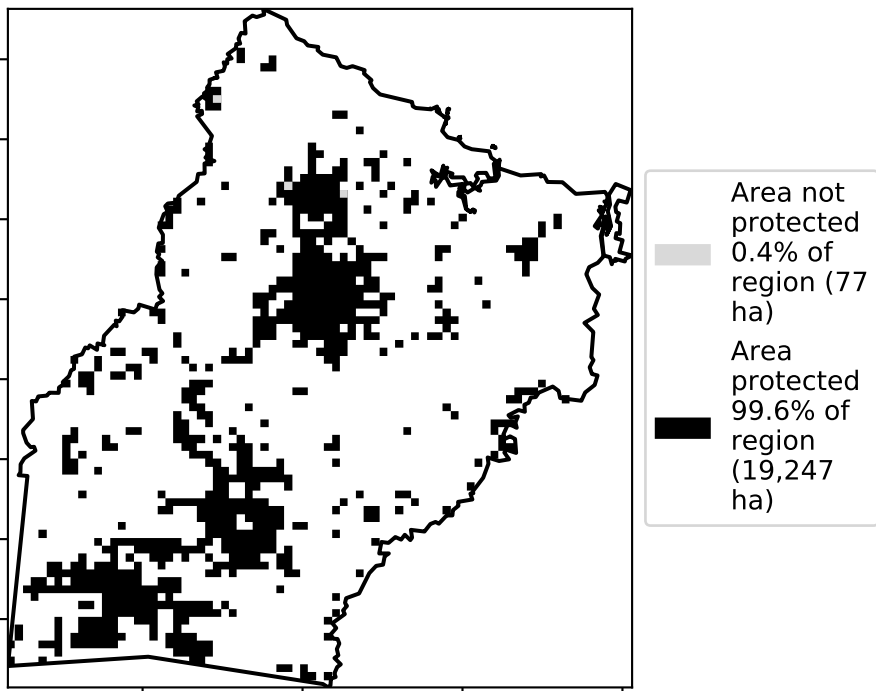 Area not
protected
0.4% of
region (77
ha)
Area
protected
99.6% of
region
(19,247
ha)